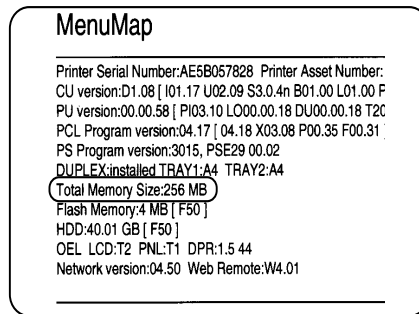 MenuMap
Printer Serial Number:AE5B057828 Printer Asset Number:
CU version:D1.08 [ I01.17 U02.09 S3.0.4n B01.00 L01.00 P
PU version:00.00.58 [ PI03.10 LO00.00.18 DU00.00.18 T20
PCL Program version:04.17 [ 04.18 X03.08 P00.35 F00.31
PS Program version:3015, PSE29 00.02
DUPLEX:installed TRAY1:A4 TRAY2:A4
Total Memory Size:256 MB
Flash Memory:4 MB [ F50 ]
HDD:40.01 GB [ F50 ]
OEL LCD:T2 PNL:T1 DPR:1.5 44
Network version:04.50 Web Remote:W4.01